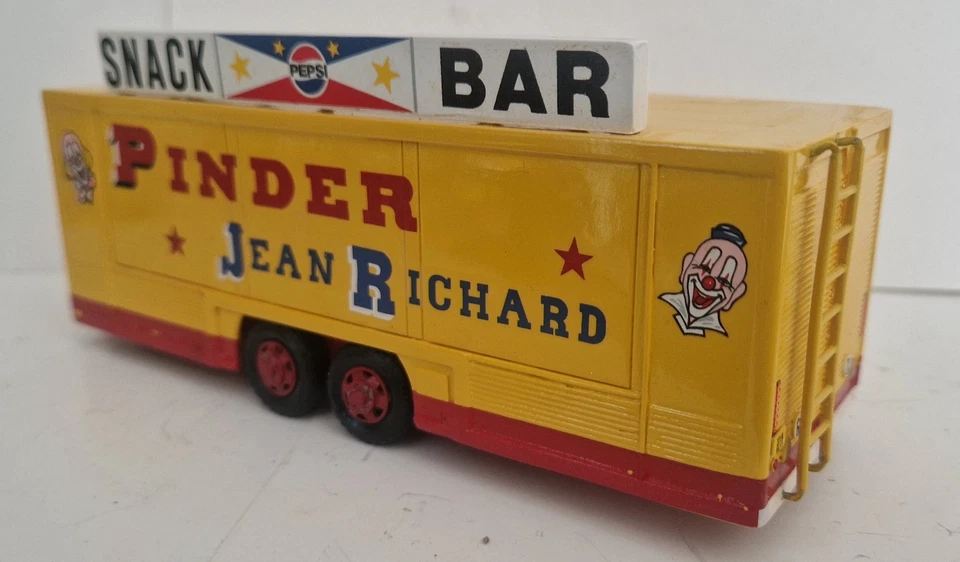 SNACK PEPSI BAR
PINDER
JEAN RICHARD